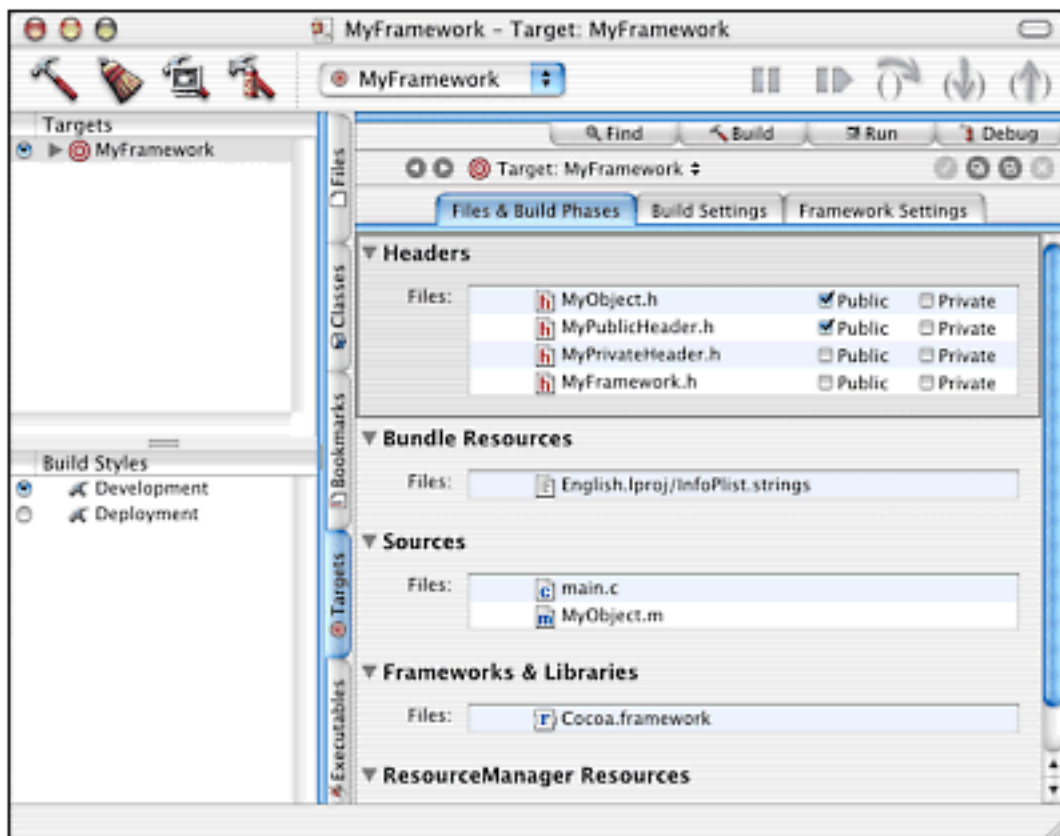 MyFramework – Target: MyFramework
MyFramework
Targets
MyFramework
Build Styles
Development
Deployment
Files
Classes
Bookmarks
Targets
Executables
Find Build Run Debug
Target: MyFramework
Files & Build Phases Build Settings Framework Settings
Headers
Files: h MyObject.h Public Private
h MyPublicHeader.h Public Private
h MyPrivateHeader.h Public Private
h MyFramework.h Public Private
Bundle Resources
Files: English.lproj/InfoPlist.strings
Sources
Files: c main.c
m MyObject.m
Frameworks & Libraries
Files: r Cocoa.framework
ResourceManager Resources